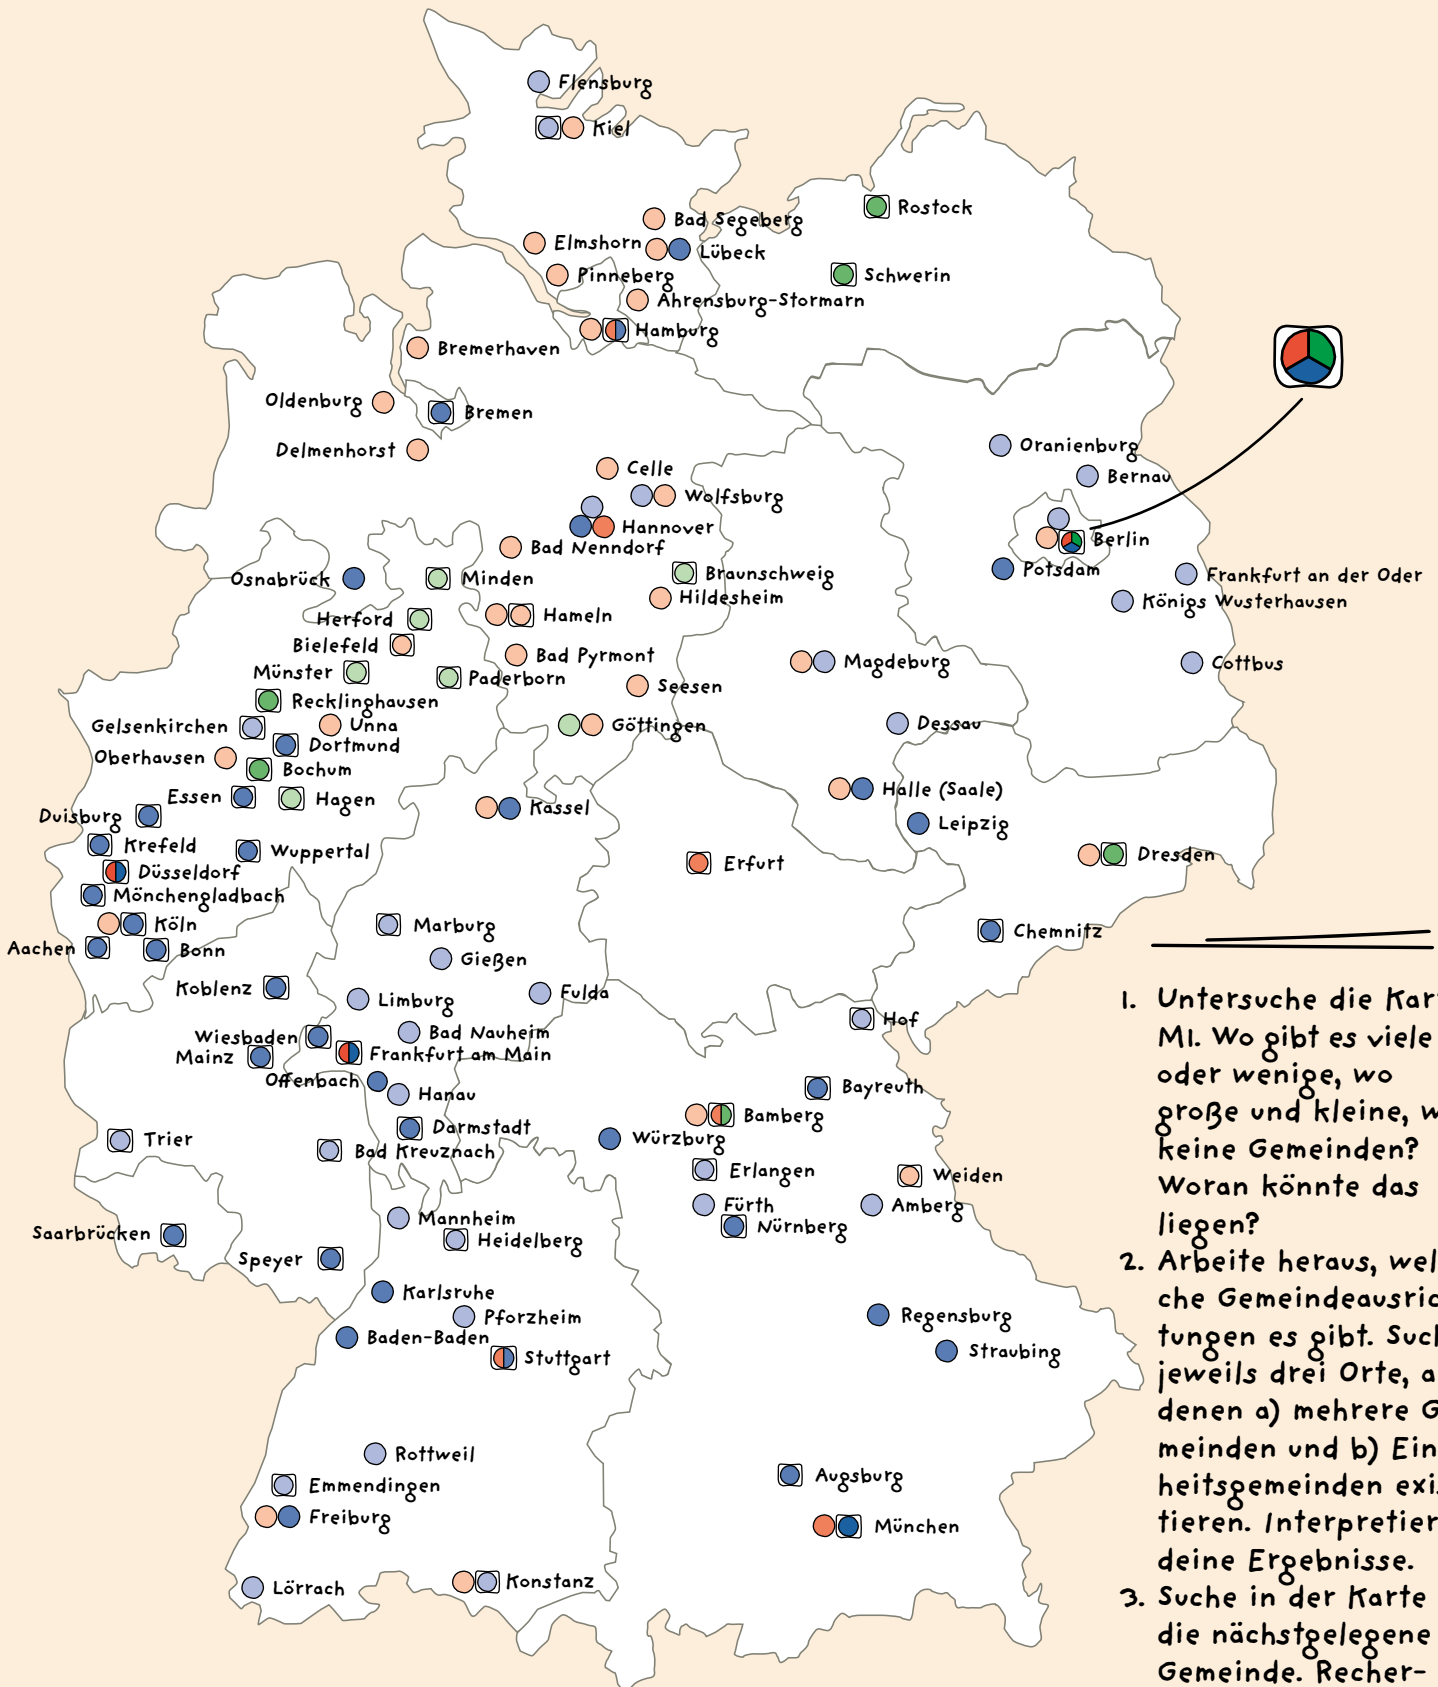 Flensburg
Kiel
Bad Segeberg
Rostock
Elmshorn
Lübeck
Pinneberg
Schwerin
Ahrensburg-Stormarn
Hamburg
Bremerhaven
Oldenburg
Bremen
Delmenhorst
Oranienburg
Celle
Bernau
Wolfsburg
Hannover
Berlin
Bad Nenndorf
Potsdam
Osnabrück
Minden
Braunschweig
Frankfurt an der Oder
Hildesheim
Königs Wusterhausen
Herford
Hameln
Bielefeld
Bad Pyrmont
Magdeburg
Cottbus
Münster
Paderborn
Seesen
Recklinghausen
Gelsenkirchen
Unna
Göttingen
Dessau
Dortmund
Oberhausen
Bochum
Essen
Hagen
Kassel
Halle (Saale)
Duisburg
Leipzig
Krefeld
Wuppertal
Erfurt
Dresden
Düsseldorf
Mönchengladbach
Köln
Marburg
Chemnitz
Aachen
Bonn
Gießen
Koblenz
Limburg
Fulda
Hof
Wiesbaden
Bad Nauheim
Mainz
Frankfurt am Main
Offenbach
Hanau
Bayreuth
Bamberg
Darmstadt
Würzburg
Trier
Bad Kreuznach
Erlangen
Weiden
Fürth
Amberg
Mannheim
Nürnberg
Saarbrücken
Heidelberg
Speyer
Karlsruhe
Pforzheim
Regensburg
Baden-Baden
Stuttgart
Straubing
Rottweil
Augsburg
Emmendingen
Freiburg
München
Lörrach
Konstanz
1. Untersuche die Kar
M1. Wo gibt es viele
oder wenige, wo
große und kleine, w
keine Gemeinden?
Woran könnte das
liegen?
2. Arbeite heraus, wel
che Gemeindeausric
tungen es gibt. Such
jeweils drei Orte, a
denen a) mehrere G
meinden und b) Ein
heitsgemeinden exis
tieren. Interpretier
deine Ergebnisse.
3. Suche in der Karte
die nächstgelegene
Gemeinde. Recher-